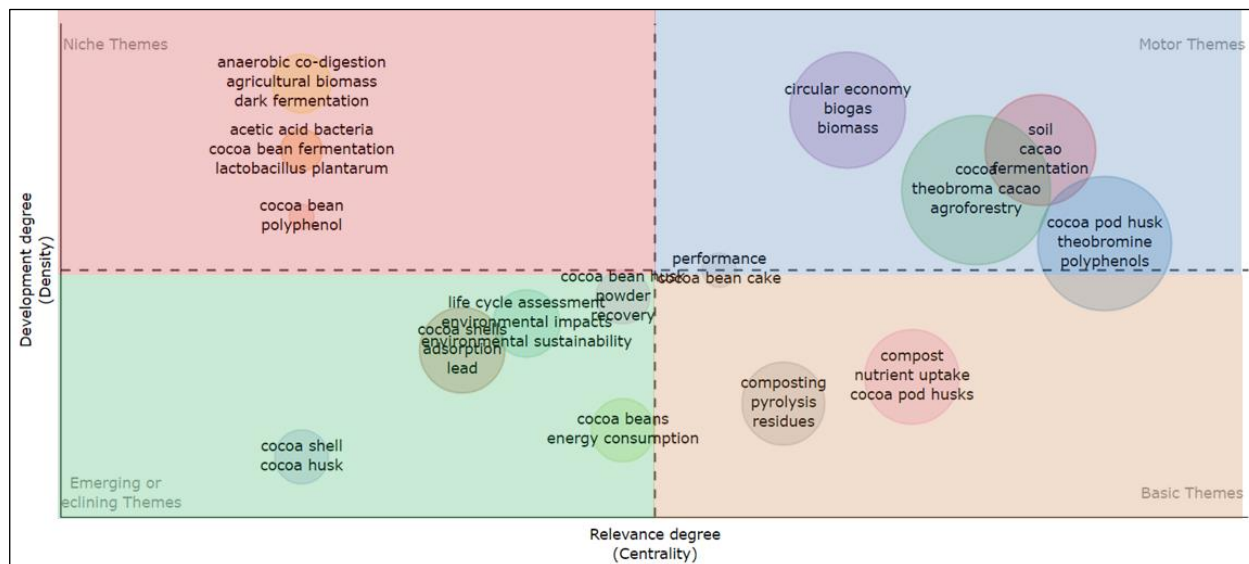 Niche Themes
Motor Themes
anaerobic co-digestion
agricultural biomass
dark fermentation
acetic acid bacteria
cocoa bean fermentation
lactobacillus plantarum
cocoa bean
polyphenol
circular economy
biogas
biomass
soil
cacao
fermentation
cocoa
theobroma cacao
agroforestry
cocoa pod husk
theobromine
polyphenols
performance
cocoa bean cake
cocoa bean husk
powder
recovery
life cycle assessment
environmental impacts
environmental sustainability
cocoa shells
adsorption
lead
cocoa beans
energy consumption
cocoa shell
cocoa husk
composting
pyrolysis
residues
compost
nutrient uptake
cocoa pod husks
Emerging or
eclining Themes
Basic Themes
Development degree
(Density)
Relevance degree
(Centrality)